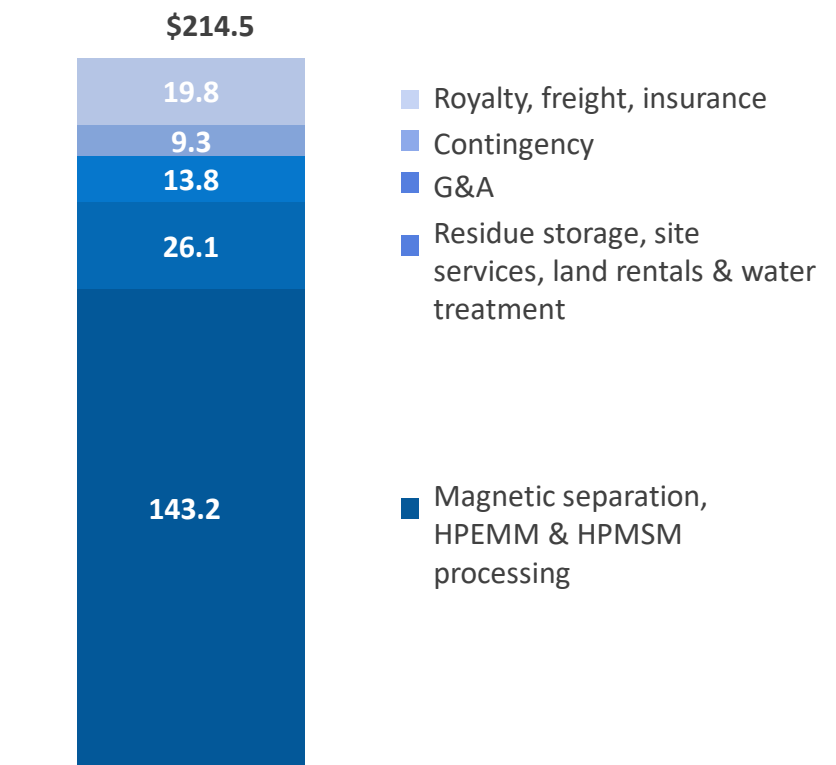 $214.5
19.8
Royalty, freight, insurance
9.3
Contingency
13.8
G&A
26.1
Residue storage, site
services, land rentals & water
treatment
143.2
Magnetic separation,
HPEMM & HPMSM
processing